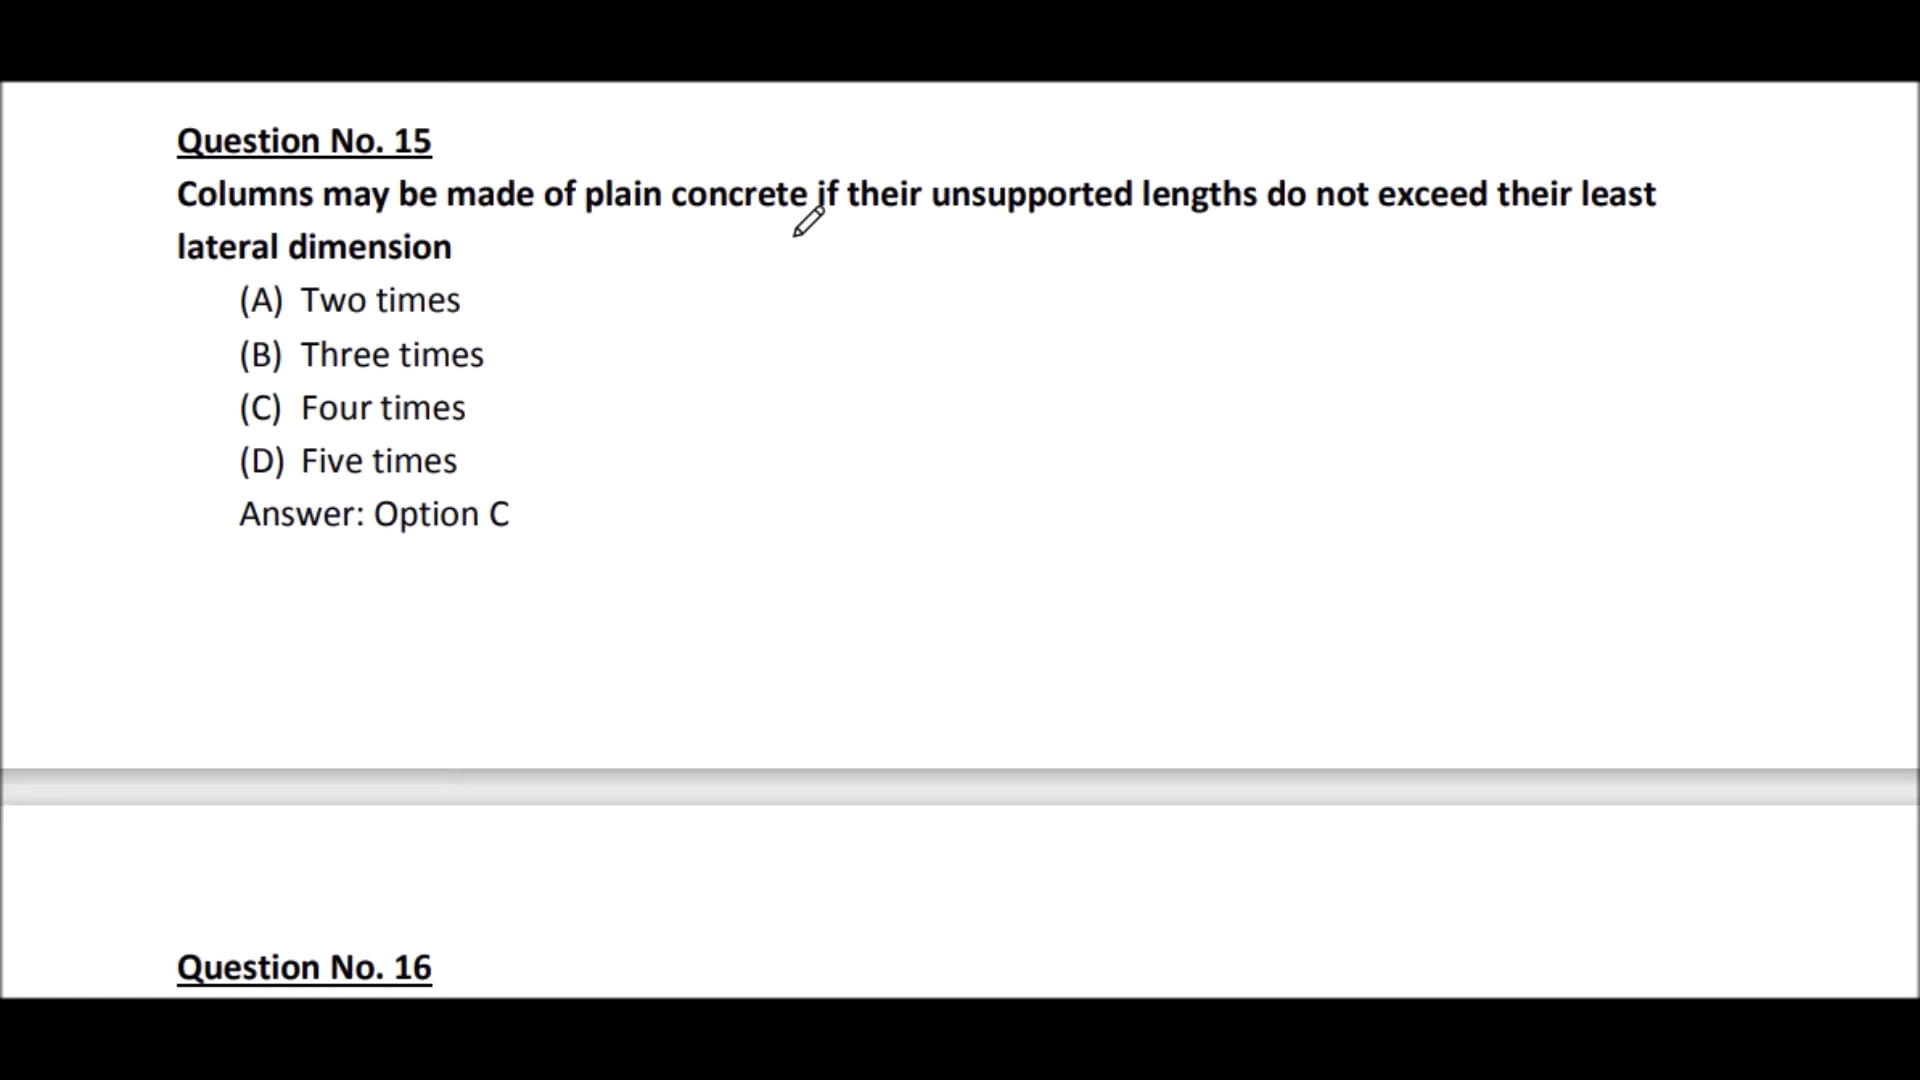 Question No. 15
Columns may be made of plain concrete if their unsupported lengths do not exceed their least
lateral dimension
(A) Two times
(B) Three times
(C) Four times
(D) Five times
Answer: Option C
Question No. 16